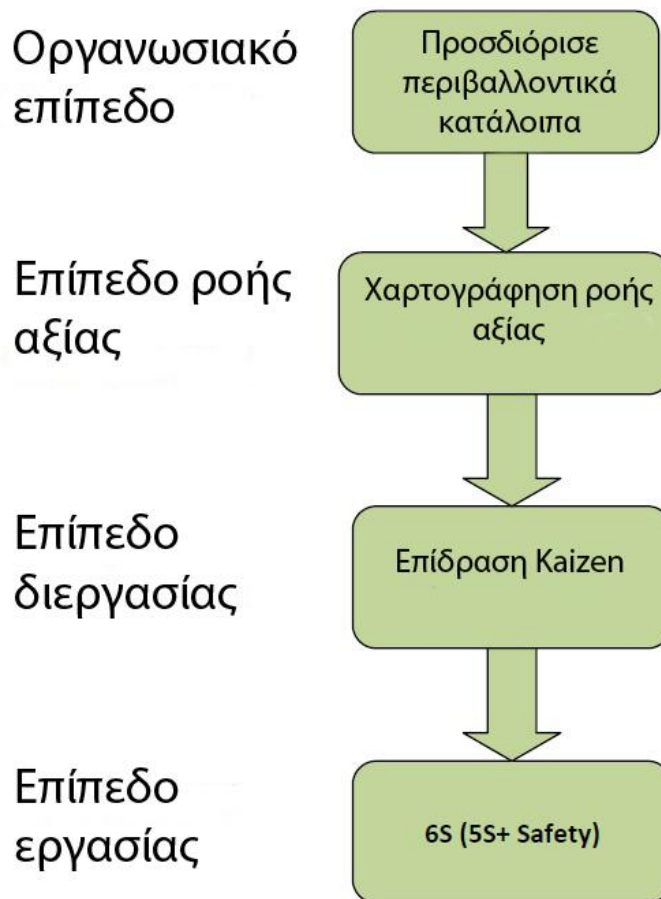 Οργανωσιακό
επίπεδο
Προσδιόρισε
περιβαλλοντικά
κατάλοιπα
Επίπεδο ροής
αξίας
Χαρτογράφηση ροής
αξίας
Επίπεδο
διεργασίας
Επίδραση Kaizen
Επίπεδο
εργασίας
6S (5S+ Safety)